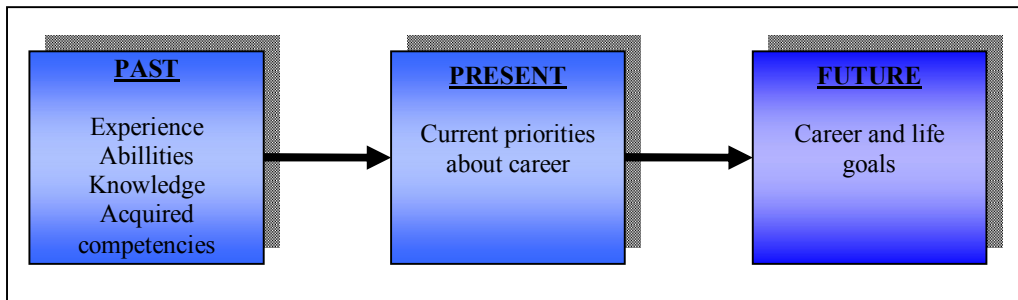 PAST
Experience
Abillities
Knowledge
Acquired
competencies
PRESENT
Current priorities
about career
FUTURE
Career and life
goals